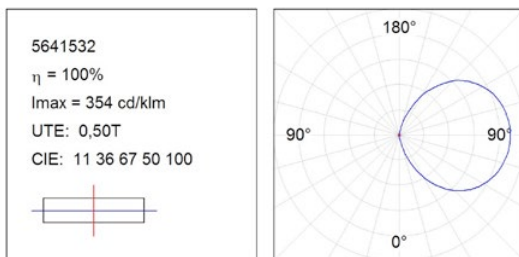 5641532
η = 100%
Imax = 354 cd/klm
UTE: 0,50T
CIE: 11 36 67 50 100
180°
90°
90°
0°